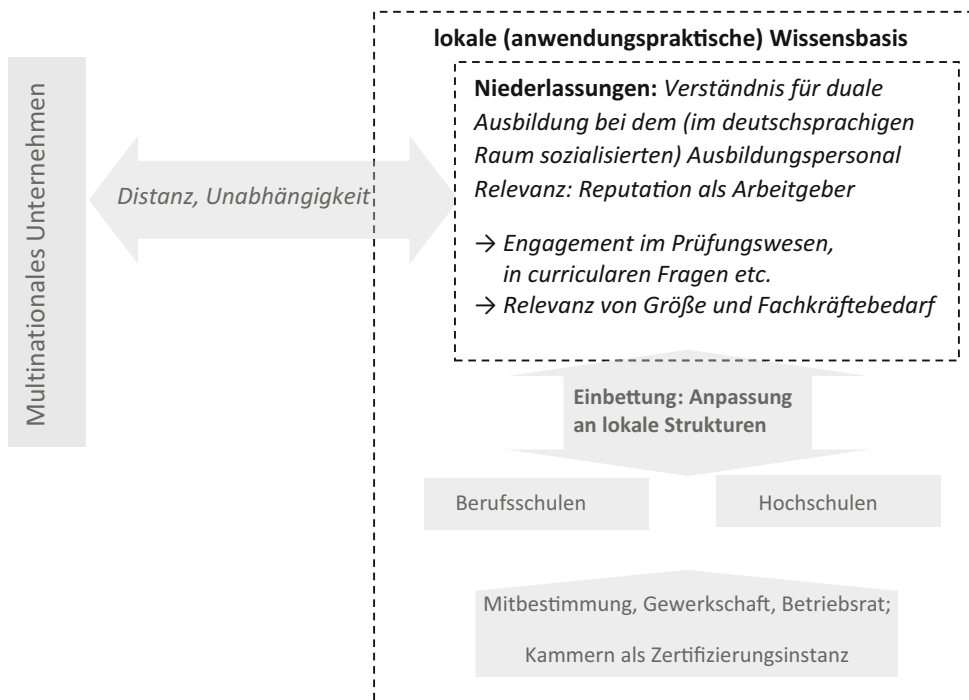 lokale (anwendungspraktische) Wissensbasis
Multinationales Unternehmen
Distanz, Unabhängigkeit
Niederlassungen: Verständnis für duale
Ausbildung bei dem (im deutschsprachigen
Raum sozialisierten) Ausbildungspersonal
Relevanz: Reputation als Arbeitgeber
→ Engagement im Prüfungswesen,
in curricularen Fragen etc.
→ Relevanz von Größe und Fachkräftebedarf
Einbettung: Anpassung
an lokale Strukturen
Berufsschulen
Hochschulen
Mitbestimmung, Gewerkschaft, Betriebsrat;
Kammern als Zertifizierungsinstanz